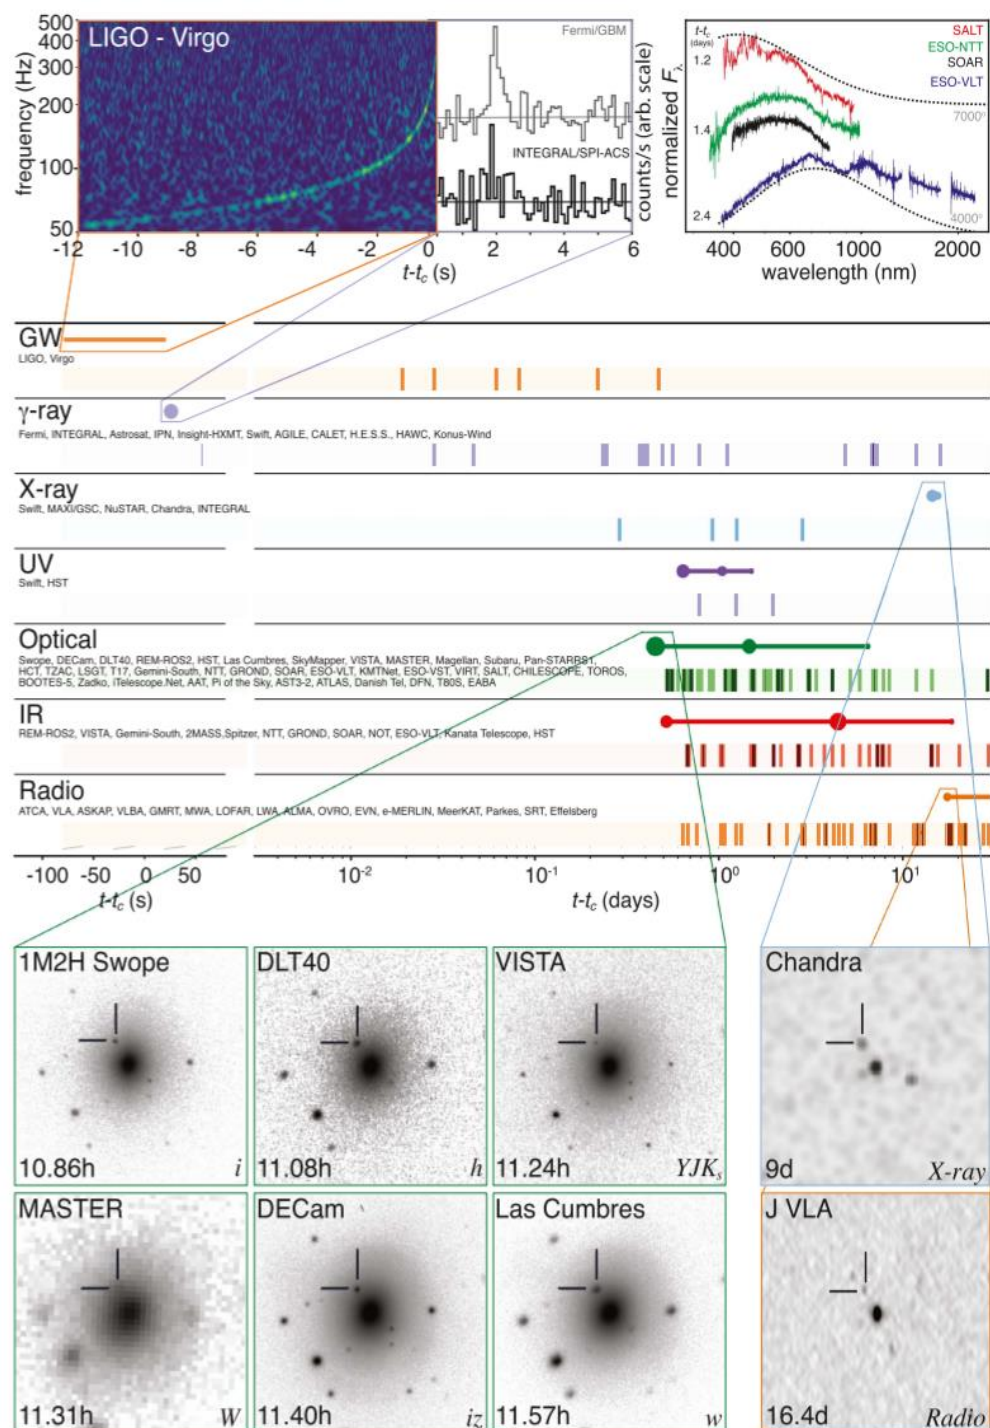 LIGO - Virgo
frequency (Hz)
500
400
300
200
100
50
-12 -10 -8 -6 -4 -2 0 2 4 6
t-tc (s)
Fermi/GBM
INTEGRAL/SPI-ACS
counts/s (arb. scale)
normalized Fλ
t-tc
(days)
1.2
1.4
2.4
SALT
ESO-NTT
SOAR
ESO-VLT
7000°
4000°
400 600 1000 2000
wavelength (nm)
GW
LIGO, Virgo
γ-ray
Fermi, INTEGRAL, Astrosat, IPN, Insight-HXMT, Swift, AGILE, CALET, H.E.S.S., HAWC, Konus-Wind
X-ray
Swift, MAXI/GSC, NuSTAR, Chandra, INTEGRAL
UV
Swift, HST
Optical
Swope, DECam, DLT40, REM-ROS2, HST, Las Cumbres, SkyMapper, VISTA, MASTER, Magellan, Subaru, Pan-STARRS1,
HCT, TZAC, LSGT, T17, Gemini-South, NTT, GROND, SOAR, ESO-VLT, KMTNet, ESO-VST, VIRT, SALT, CHILESCOPE, TOROS,
BOOTES-5, Zadko, iTelescope.Net, AAT, Pi of the Sky, AST3-2, ATLAS, Danish Tel, DFN, T80S, EABA
IR
REM-ROS2, VISTA, Gemini-South, 2MASS,Spitzer, NTT, GROND, SOAR, NOT, ESO-VLT, Kanata Telescope, HST
Radio
ATCA, VLA, ASKAP, VLBA, GMRT, MWA, LOFAR, LWA, ALMA, OVRO, EVN, e-MERLIN, MeerKAT, Parkes, SRT, Effelsberg
-100 -50 0 50 10⁻² 10⁻¹ 10⁰ 10¹
t-tc (s) t-tc (days)
1M2H Swope
10.86h i
DLT40
11.08h h
VISTA
11.24h YJKs
Chandra
9d X-ray
MASTER
11.31h W
DECam
11.40h iz
Las Cumbres
11.57h w
J VLA
16.4d Radio